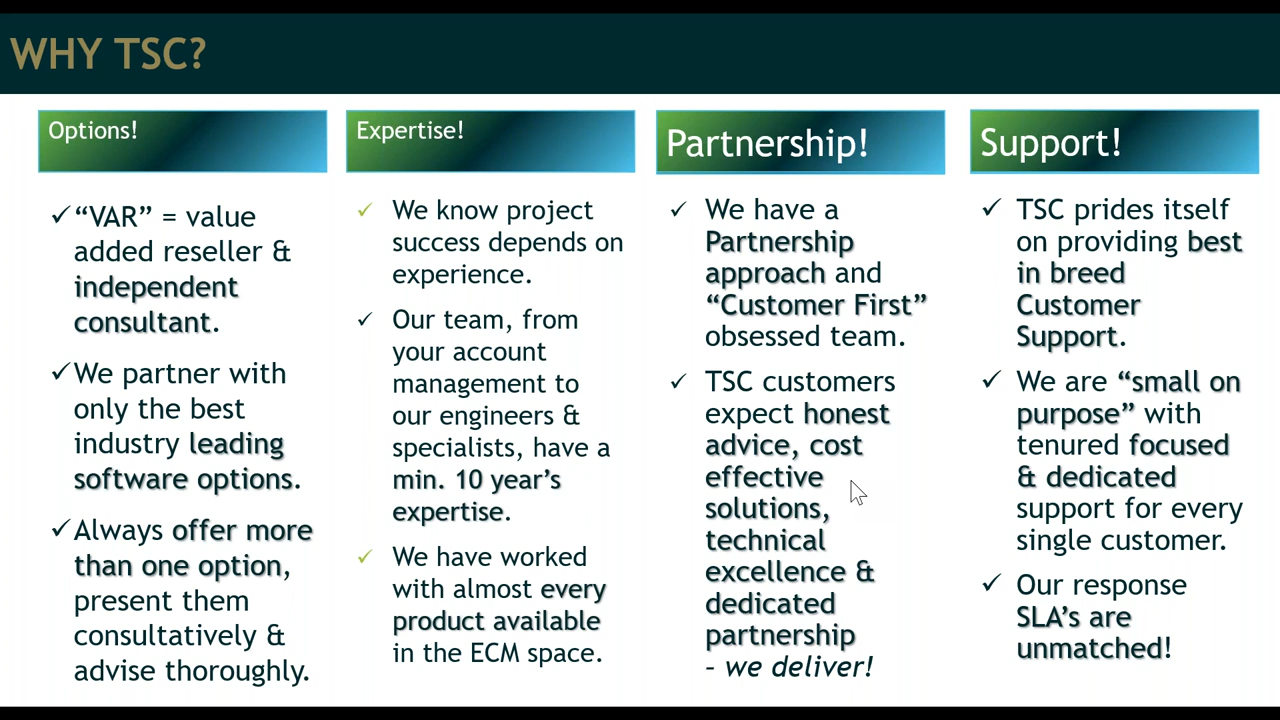 WHY TSC?
Options!
✓“VAR” = value
added reseller &
independent
consultant.
✓We partner with
only the best
industry leading
software options.
✓Always offer more
than one option,
present them
consultatively &
advise thoroughly.
Expertise!
✓ We know project
success depends on
experience.
✓ Our team, from
your account
management to
our engineers &
specialists, have a
min. 10 year’s
expertise.
✓ We have worked
with almost every
product available
in the ECM space.
Partnership!
✓ We have a
Partnership
approach and
“Customer First”
obsessed team.
✓ TSC customers
expect honest
advice, cost
effective
solutions,
technical
excellence &
dedicated
partnership
– we deliver!
Support!
✓ TSC prides itself
on providing best
in breed
Customer
Support.
✓ We are “small on
purpose” with
tenured focused
& dedicated
support for every
single customer.
✓ Our response
SLA’s are
unmatched!